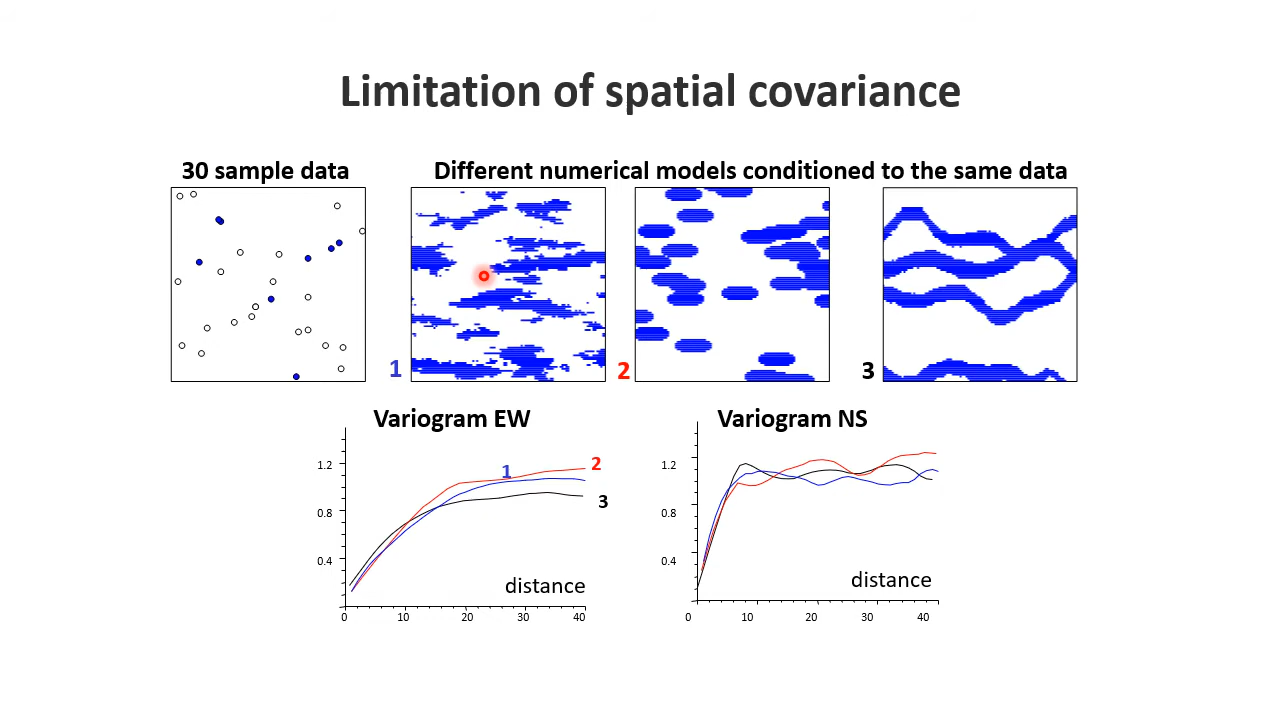 Limitation of spatial covariance
30 sample data
Different numerical models conditioned to the same data
1
2
3
Variogram EW
Variogram NS
1.2
0.8
0.4
1
2
3
distance
0 10 20 30 40
1.2
0.8
0.4
distance
0 10 20 30 40